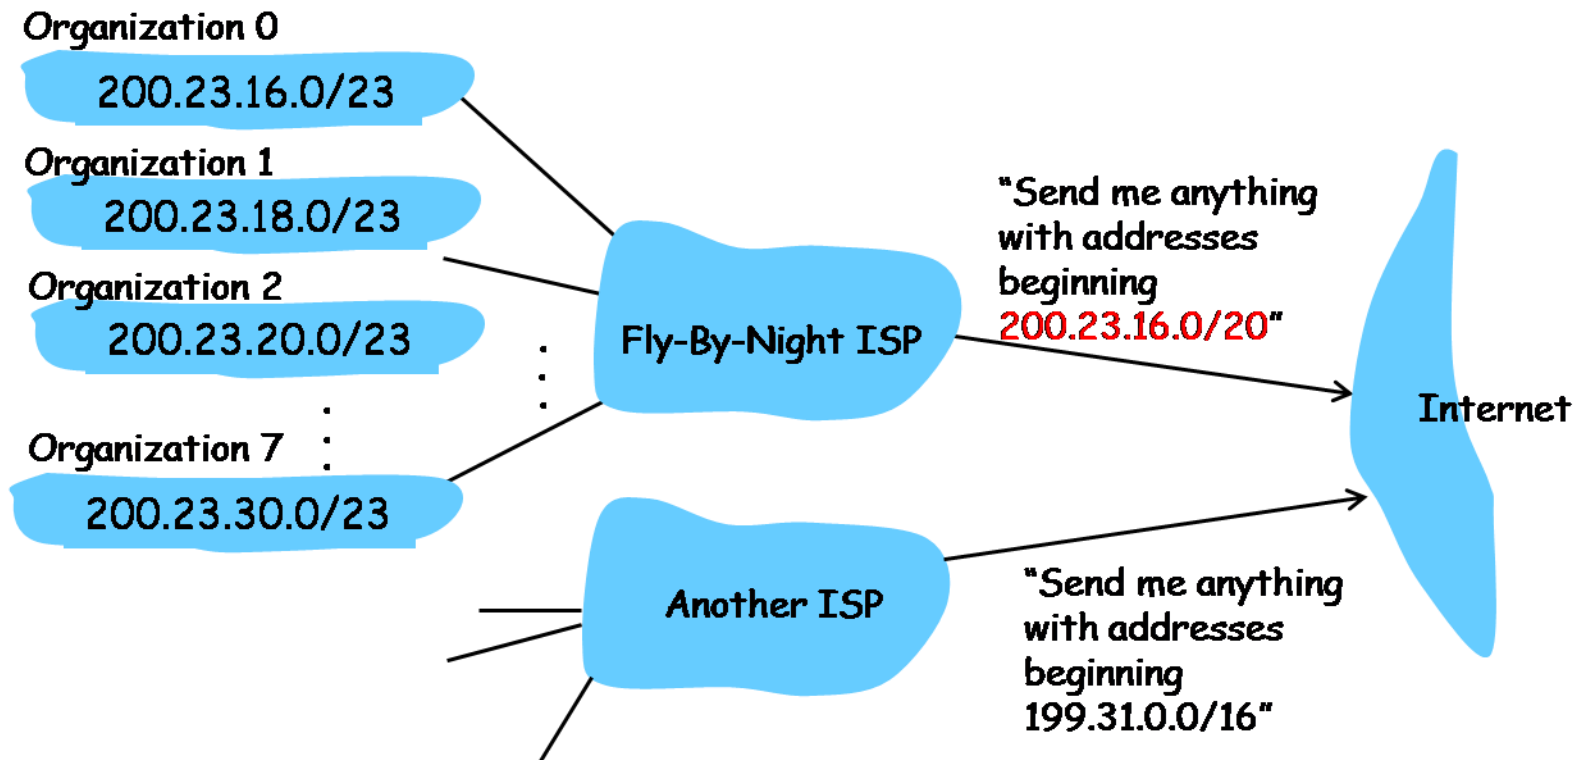 Organization 0
200.23.16.0/23
Organization 1
200.23.18.0/23
Organization 2
200.23.20.0/23
Organization 7
200.23.30.0/23
Fly-By-Night ISP
"Send me anything
with addresses
beginning
200.23.16.0/20"
Internet
Another ISP
"Send me anything
with addresses
beginning
199.31.0.0/16"